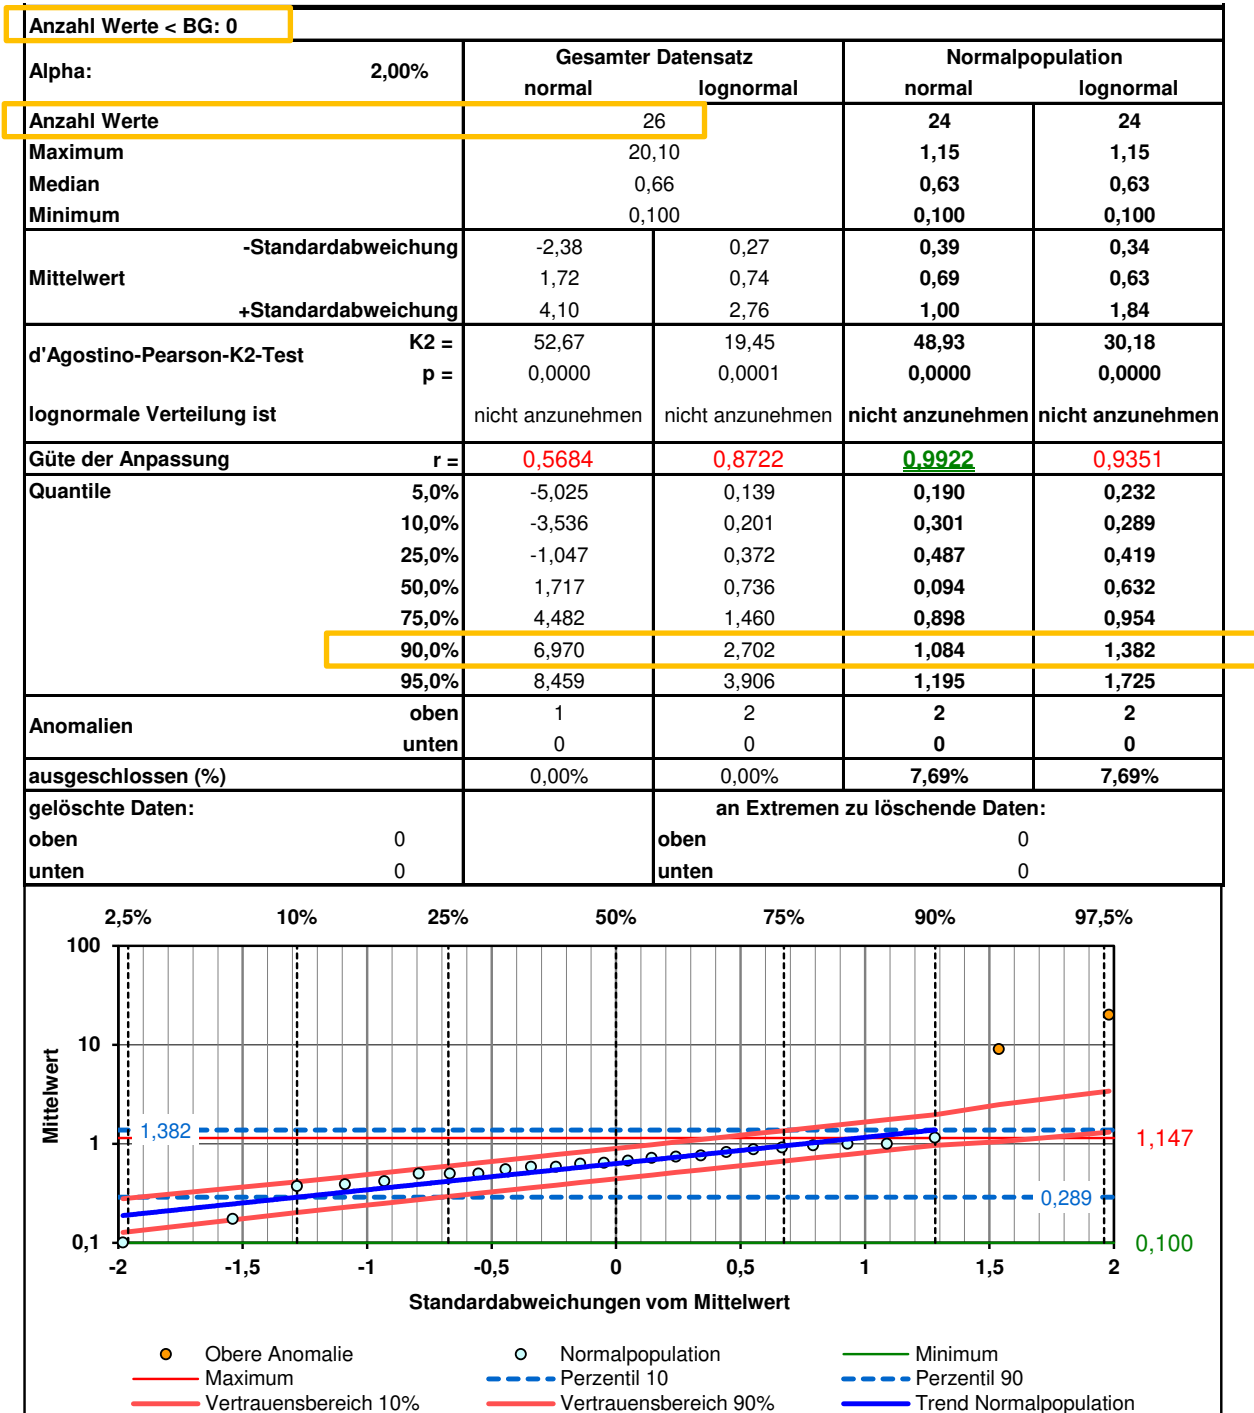 Anzahl Werte < BG: 0
Alpha: 2,00% Gesamter Datensatz Normalpopulation
normal lognormal normal lognormal
Anzahl Werte 26 24 24
Maximum 20,10 1,15 1,15
Median 0,66 0,63 0,63
Minimum 0,100 0,100 0,100
-Standardabweichung -2,38 0,27 0,39 0,34
Mittelwert 1,72 0,74 0,69 0,63
+Standardabweichung 4,10 2,76 1,00 1,84
d'Agostino-Pearson-K2-Test K2 = 52,67 19,45 48,93 30,18
p = 0,0000 0,0001 0,0000 0,0000
lognormale Verteilung ist nicht anzunehmen nicht anzunehmen nicht anzunehmen nicht anzunehmen
Güte der Anpassung r = 0,5684 0,8722 0,9922 0,9351
Quantile 5,0% -5,025 0,139 0,190 0,232
10,0% -3,536 0,201 0,301 0,289
25,0% -1,047 0,372 0,487 0,419
50,0% 1,717 0,736 0,094 0,632
75,0% 4,482 1,460 0,898 0,954
90,0% 6,970 2,702 1,084 1,382
95,0% 8,459 3,906 1,195 1,725
Anomalien oben 1 2 2 2
unten 0 0 0 0
ausgeschlossen (%) 0,00% 0,00% 7,69% 7,69%
gelöschte Daten: an Extremen zu löschende Daten:
oben 0 oben 0
unten 0 unten 0
2,5% 10% 25% 50% 75% 90% 97,5%
100
10
1
0,1
Mittelwert
1,382
1,147
0,289
0,100
-2 -1,5 -1 -0,5 0 0,5 1 1,5 2
Standardabweichungen vom Mittelwert
Obere Anomalie Normalpopulation Minimum
Maximum Perzentil 10 Perzentil 90
Vertrauensbereich 10% Vertrauensbereich 90% Trend Normalpopulation